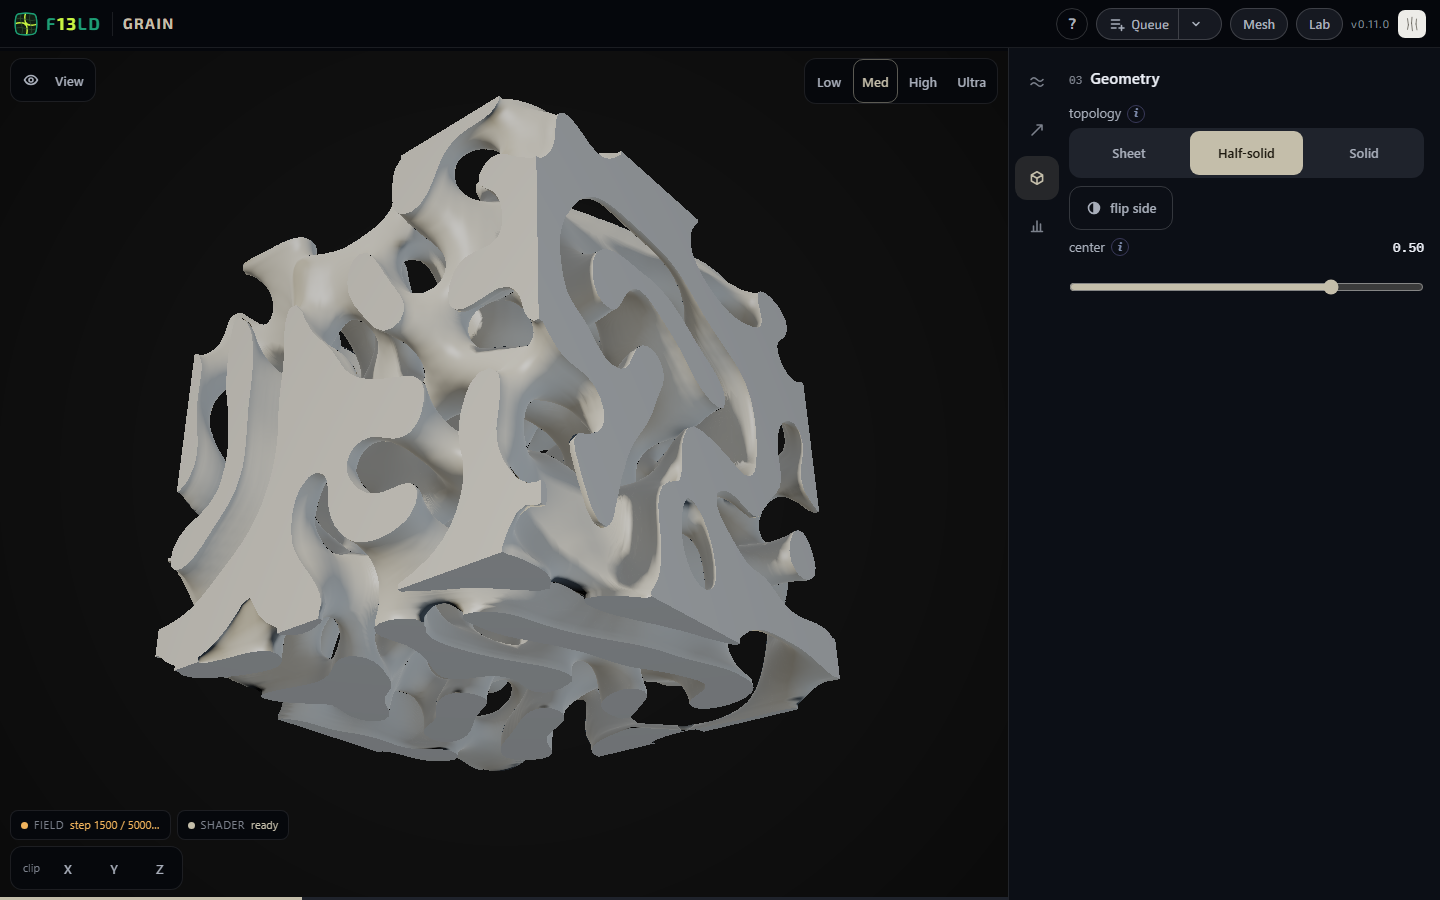 F13LD GRAIN
? Queue Mesh Lab v0.11.0
View
Low Med High Ultra
03 Geometry
topology i
Sheet Half-solid Solid
flip side
center i 0.50
FIELD step 1500 / 5000... SHADER ready
clip X Y Z